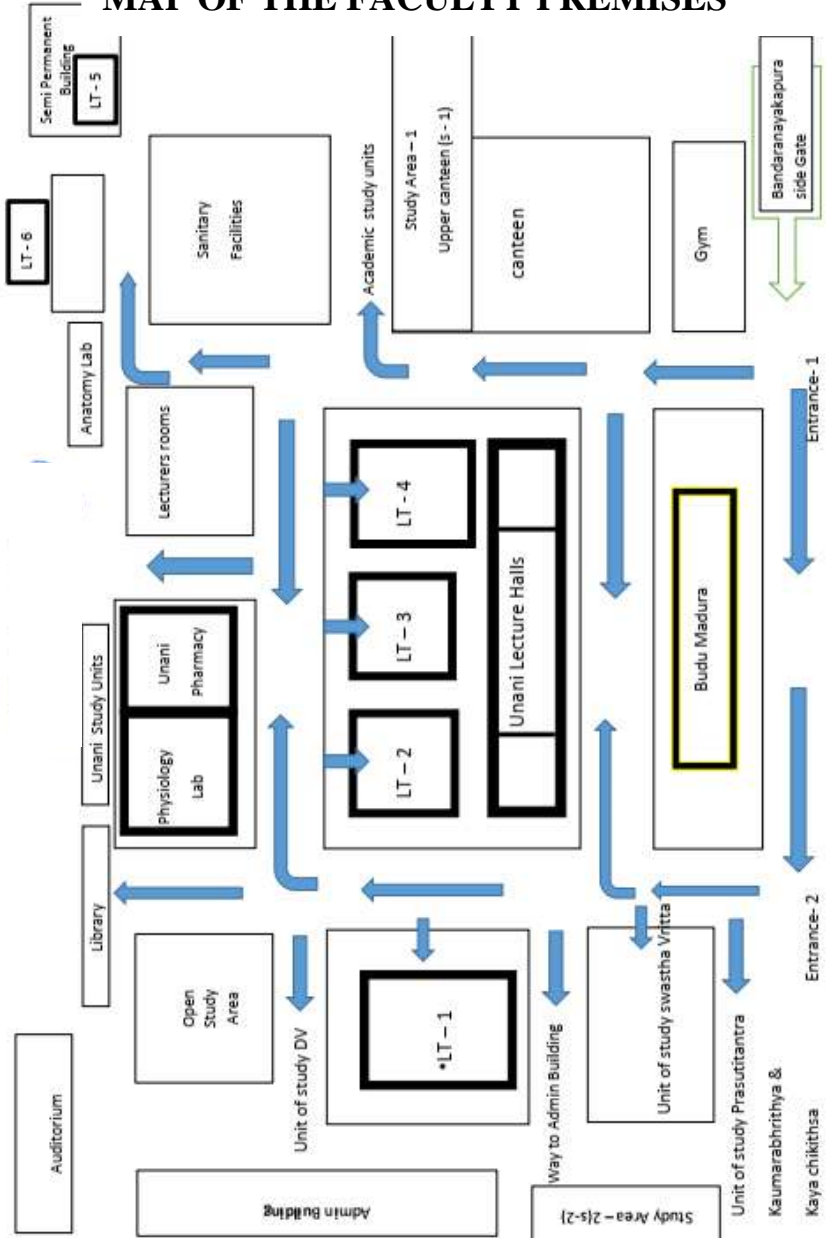 MAP OF THE FACULTY PREMISES
Semi Permanent
Building
LT - 5
LT - 6
Sanitary
Facilities
Academic study units
Study Area – 1
Upper canteen (s - 1)
canteen
Gym
Bandaranayakapura
side Gate
Anatomy Lab
Lecturers rooms
Entrance- 1
LT - 4
LT – 3
LT – 2
Unani Lecture Halls
Budu Madura
Unani Study Units
Unani
Pharmacy
Physiology
Lab
Library
Open
Study
Area
Unit of study DV
*LT – 1
Way to Admin Building
Unit of study swastha Vritta
Entrance- 2
Auditorium
Admin Building
Study Area – 2(s-2)
Unit of study Prasutitantra
Kaumarabhrithya &
Kaya chikithsa